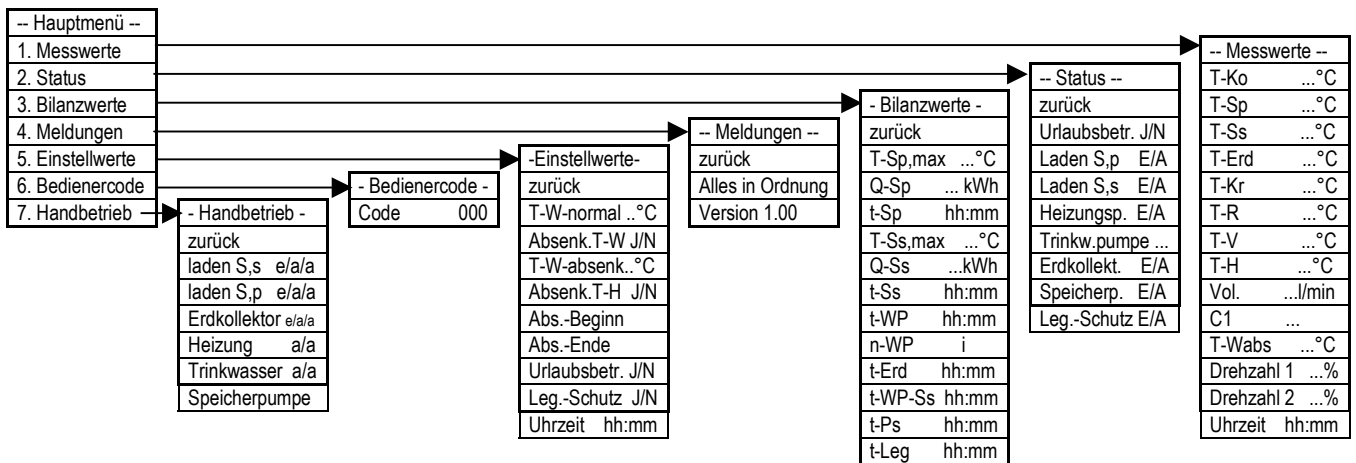 -- Hauptmenü --
1. Messwerte
2. Status
3. Bilanzwerte
4. Meldungen
5. Einstellwerte
6. Bedienercode
7. Handbetrieb
- Handbetrieb -
zurück
laden S,s e/a/a
laden S,p e/a/a
Erdkollektor e/a/a
Heizung a/a
Trinkwasser a/a
Speicherpumpe
- Bedienercode -
Code 000
-Einstellwerte-
zurück
T-W-normal ..°C
Absenk.T-W J/N
T-W-absenk..°C
Absenk.T-H J/N
Abs.-Beginn
Abs.-Ende
Urlaubsbetr. J/N
Leg.-Schutz J/N
Uhrzeit hh:mm
-- Meldungen --
zurück
Alles in Ordnung
Version 1.00
- Bilanzwerte -
zurück
T-Sp,max ...°C
Q-Sp ... kWh
t-Sp hh:mm
T-Ss,max ...°C
Q-Ss ...kWh
t-Ss hh:mm
t-WP hh:mm
n-WP i
t-Erd hh:mm
t-WP-Ss hh:mm
t-Ps hh:mm
t-Leg hh:mm
-- Status --
zurück
Urlaubsbetr. J/N
Laden S,p E/A
Laden S,s E/A
Heizungsp. E/A
Trinkw.pumpe ...
Erdkollekt. E/A
Speicherp. E/A
Leg.-Schutz E/A
-- Messwerte --
T-Ko ...°C
T-Sp ...°C
T-Ss ...°C
T-Erd ...°C
T-Kr ...°C
T-R ...°C
T-V ...°C
T-H ...°C
Vol. ...l/min
C1 ...
T-Wabs ...°C
Drehzahl 1 ...%
Drehzahl 2 ...%
Uhrzeit hh:mm